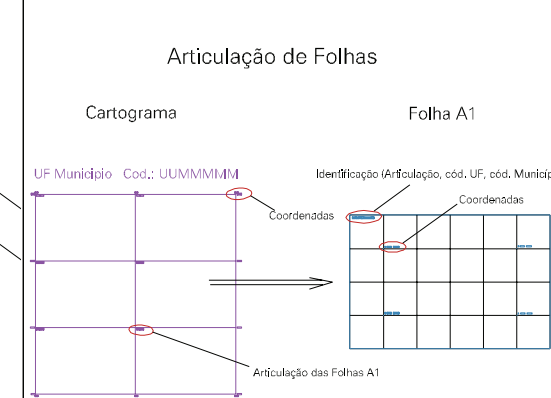 Articulação de Folhas
Cartograma
Folha A1
UF Municipio Cod.: UUMMMMM
Identificação (Articulação, cód. UF, cód. Municíp
Coordenadas
Coordenadas
Articulação das Folhas A1